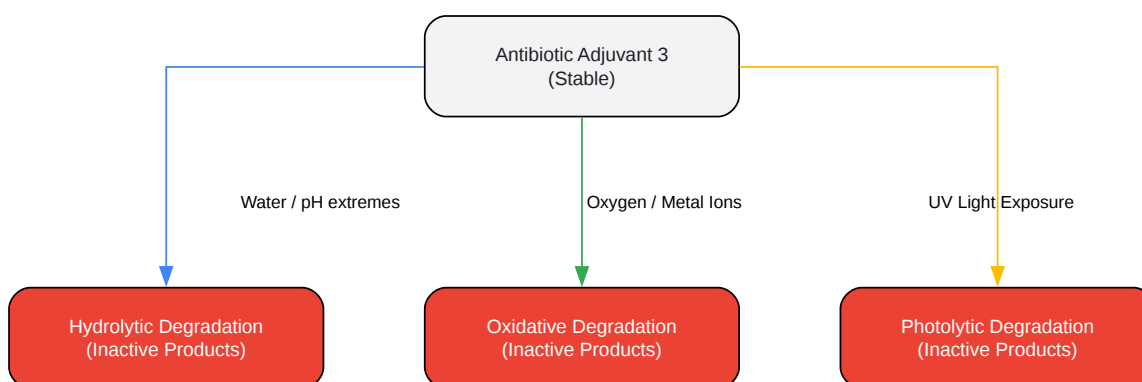 Antibiotic Adjuvant 3
(Stable)
Water / pH extremes
Oxygen / Metal Ions
UV Light Exposure
Hydrolytic Degradation
(Inactive Products)
Oxidative Degradation
(Inactive Products)
Photolytic Degradation
(Inactive Products)